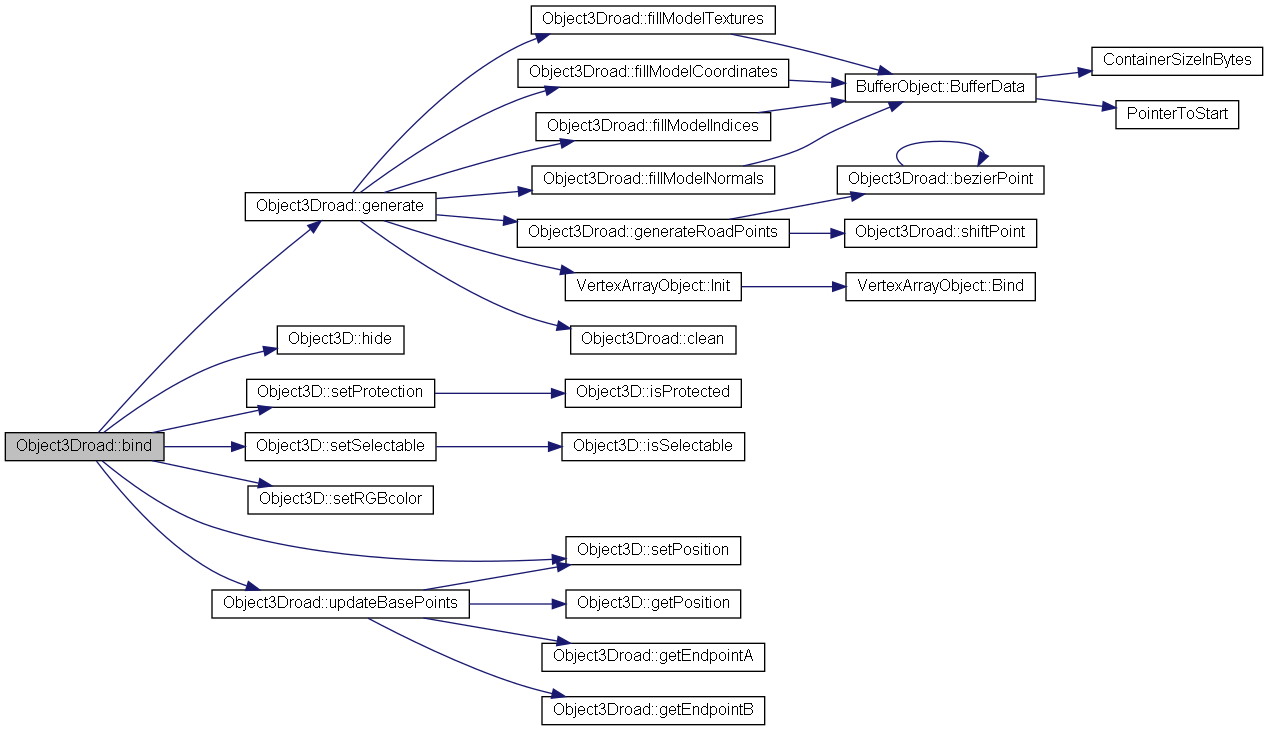 Object3Droad::fillModelTextures
ContainerSizeInBytes
Object3Droad::fillModelCoordinates
BufferObject::BufferData
PointerToStart
Object3Droad::fillModelIndices
Object3Droad::fillModelNormals
Object3Droad::bezierPoint
Object3Droad::generate
Object3Droad::generateRoadPoints
Object3Droad::shiftPoint
VertexArrayObject::Init
VertexArrayObject::Bind
Object3D::hide
Object3Droad::clean
Object3D::setProtection
Object3D::isProtected
Object3Droad::bind
Object3D::setSelectable
Object3D::isSelectable
Object3D::setRGBcolor
Object3D::setPosition
Object3Droad::updateBasePoints
Object3D::getPosition
Object3Droad::getEndpointA
Object3Droad::getEndpointB